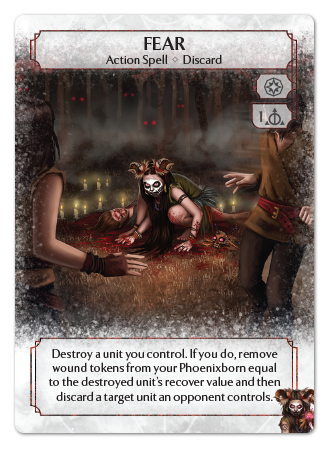 FEAR
Action Spell ◇ Discard
1
Destroy a unit you control. If you do, remove
wound tokens from your Phoenixborn equal
to the destroyed unit's recover value and then
discard a target unit an opponent controls.